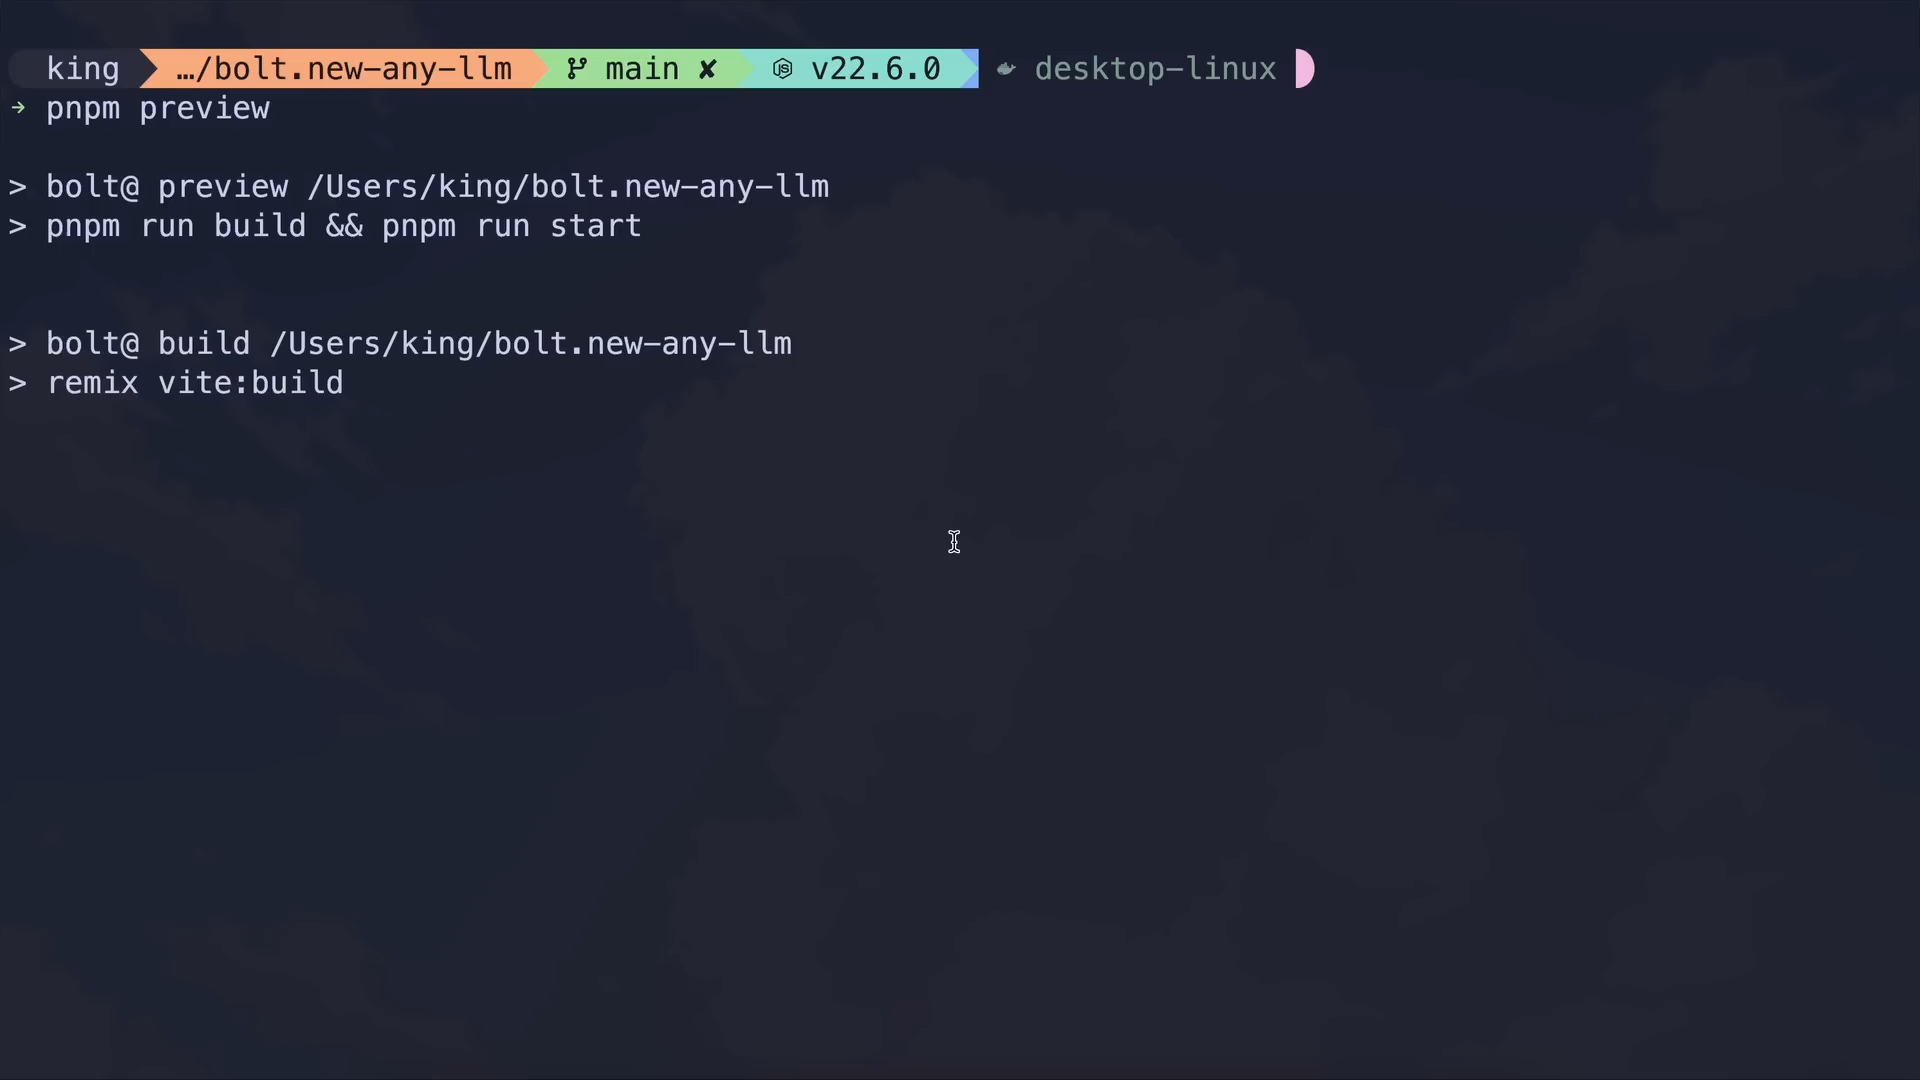 king …/bolt.new-any-llm main ✘ v22.6.0 desktop-linux
→ pnpm preview
> bolt@ preview /Users/king/bolt.new-any-llm
> pnpm run build && pnpm run start
> bolt@ build /Users/king/bolt.new-any-llm
> remix vite:build